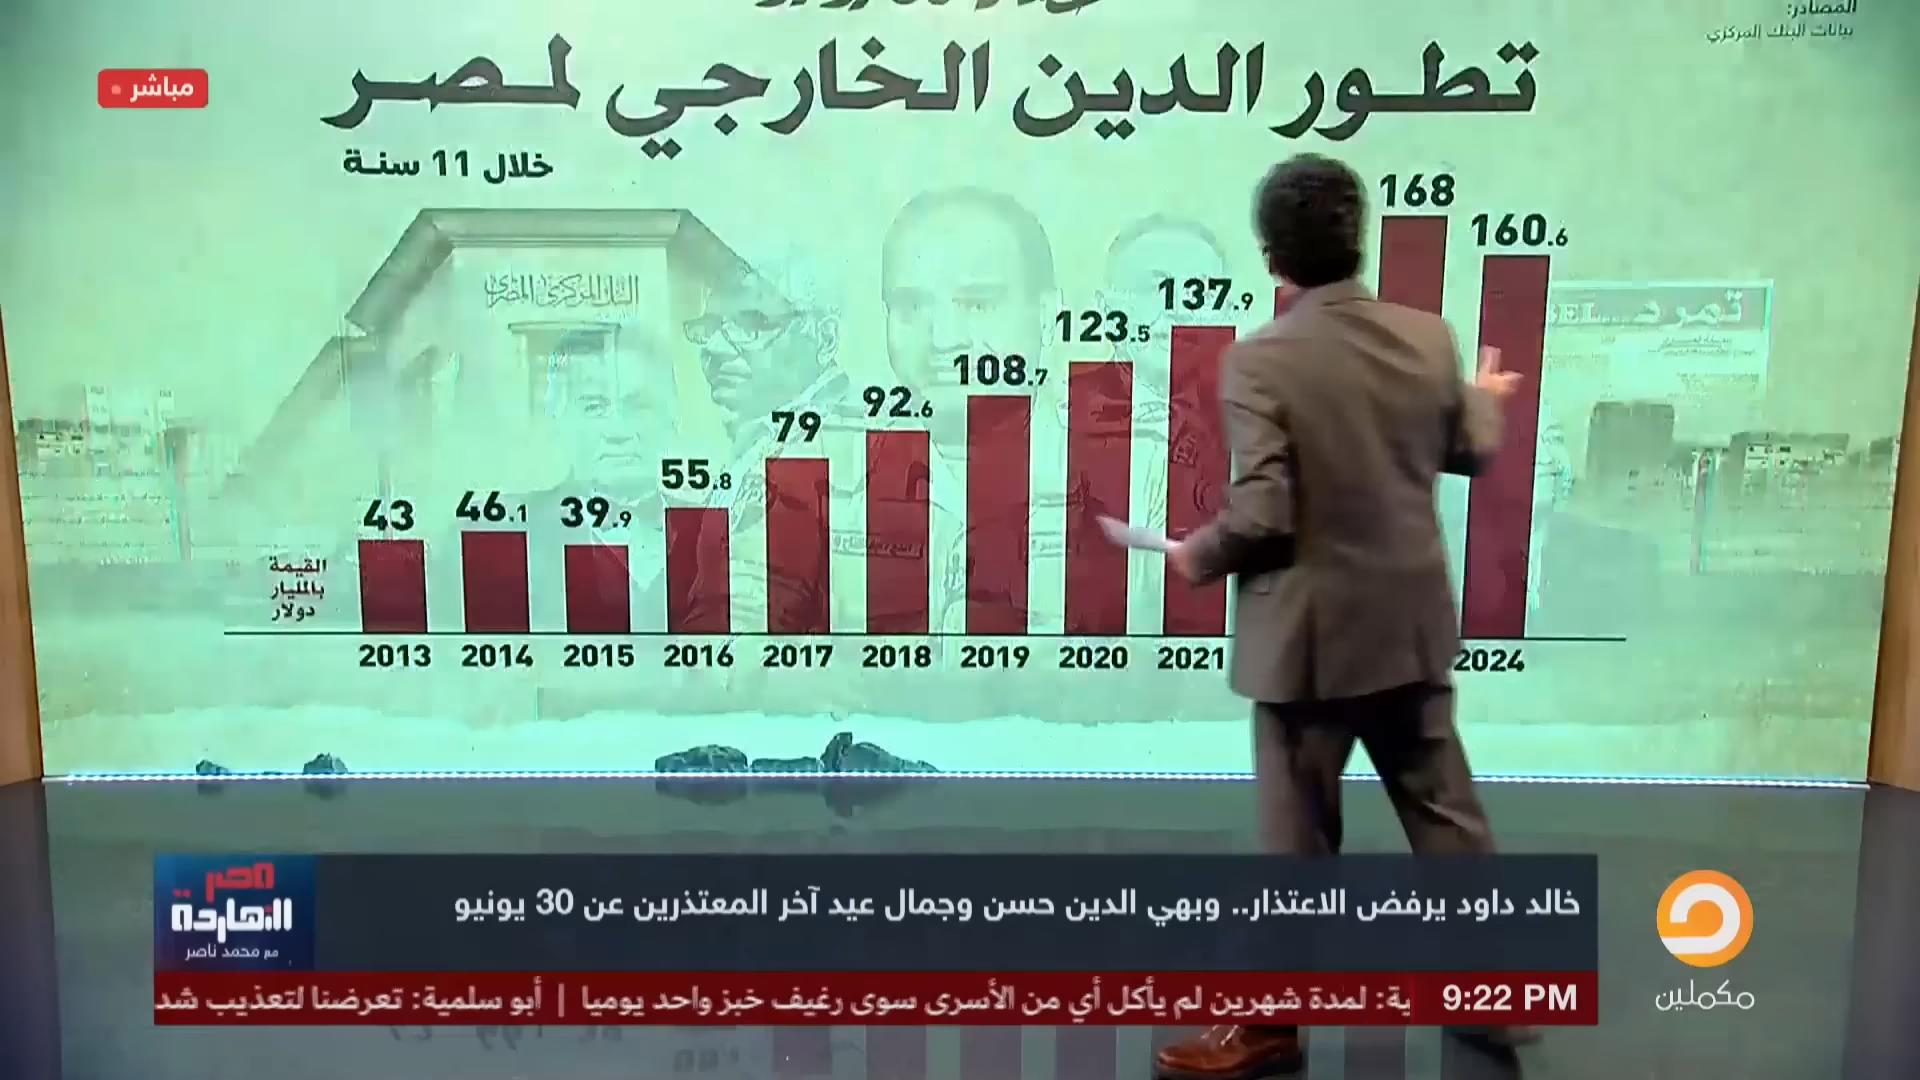 المصادر:
بيانات البنك المركزي
تطور الدين الخارجي لمصر
خلال 11 سنة
مباشر
168
160.6
137.9
123.5
108.7
92.6
79
55.8
39.9
46.1
43
القيمة
بالمليار
دولار
2013 2014 2015 2016 2017 2018 2019 2020 2021 2024
البنك المركزي المصري
تمرد
خالد داود يرفض الاعتذار.. وبهي الدين حسن وجمال عيد آخر المعتذرين عن 30 يونيو
مصر
النهاردة
مع محمد ناصر
9:22 PM
ية: لمدة شهرين لم يأكل أي من الأسرى سوى رغيف خبز واحد يوميا | أبو سلمية: تعرضنا لتعذيب شد
مكملين